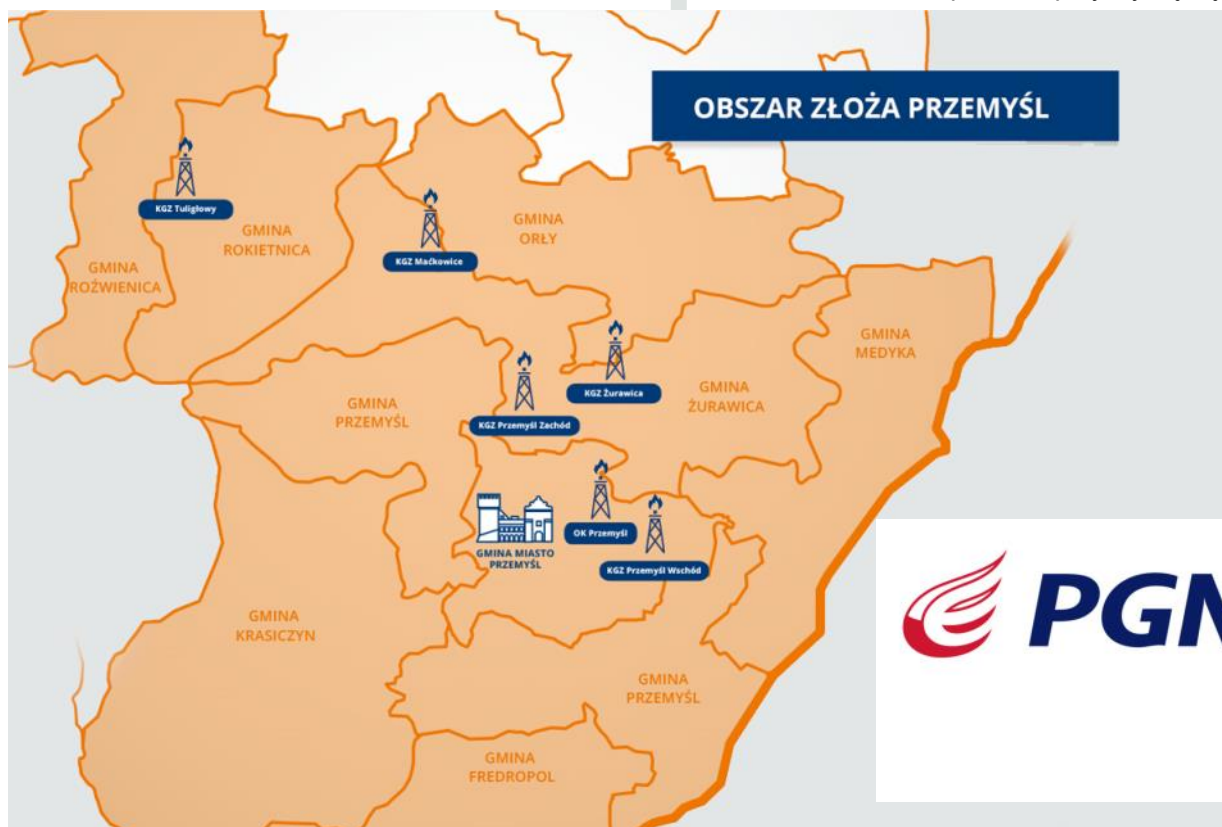 OBSZAR ZŁOŻA PRZEMYŚL
KGZ Tuligłowy
GMINA
ROKIETNICA
GMINA
ROŹWIENICA
KGZ Maćkowice
GMINA
ORŁY
GMINA
MEDYKA
KGZ Żurawica
GMINA
ŻURAWICA
GMINA
PRZEMYŚL
KGZ Przemyśl Zachód
OK Przemyśl
GMINA MIASTO
PRZEMYŚL
KGZ Przemyśl Wschód
GMINA
KRASICZYN
PGN
GMINA
PRZEMYŚL
GMINA
FREDROPOL